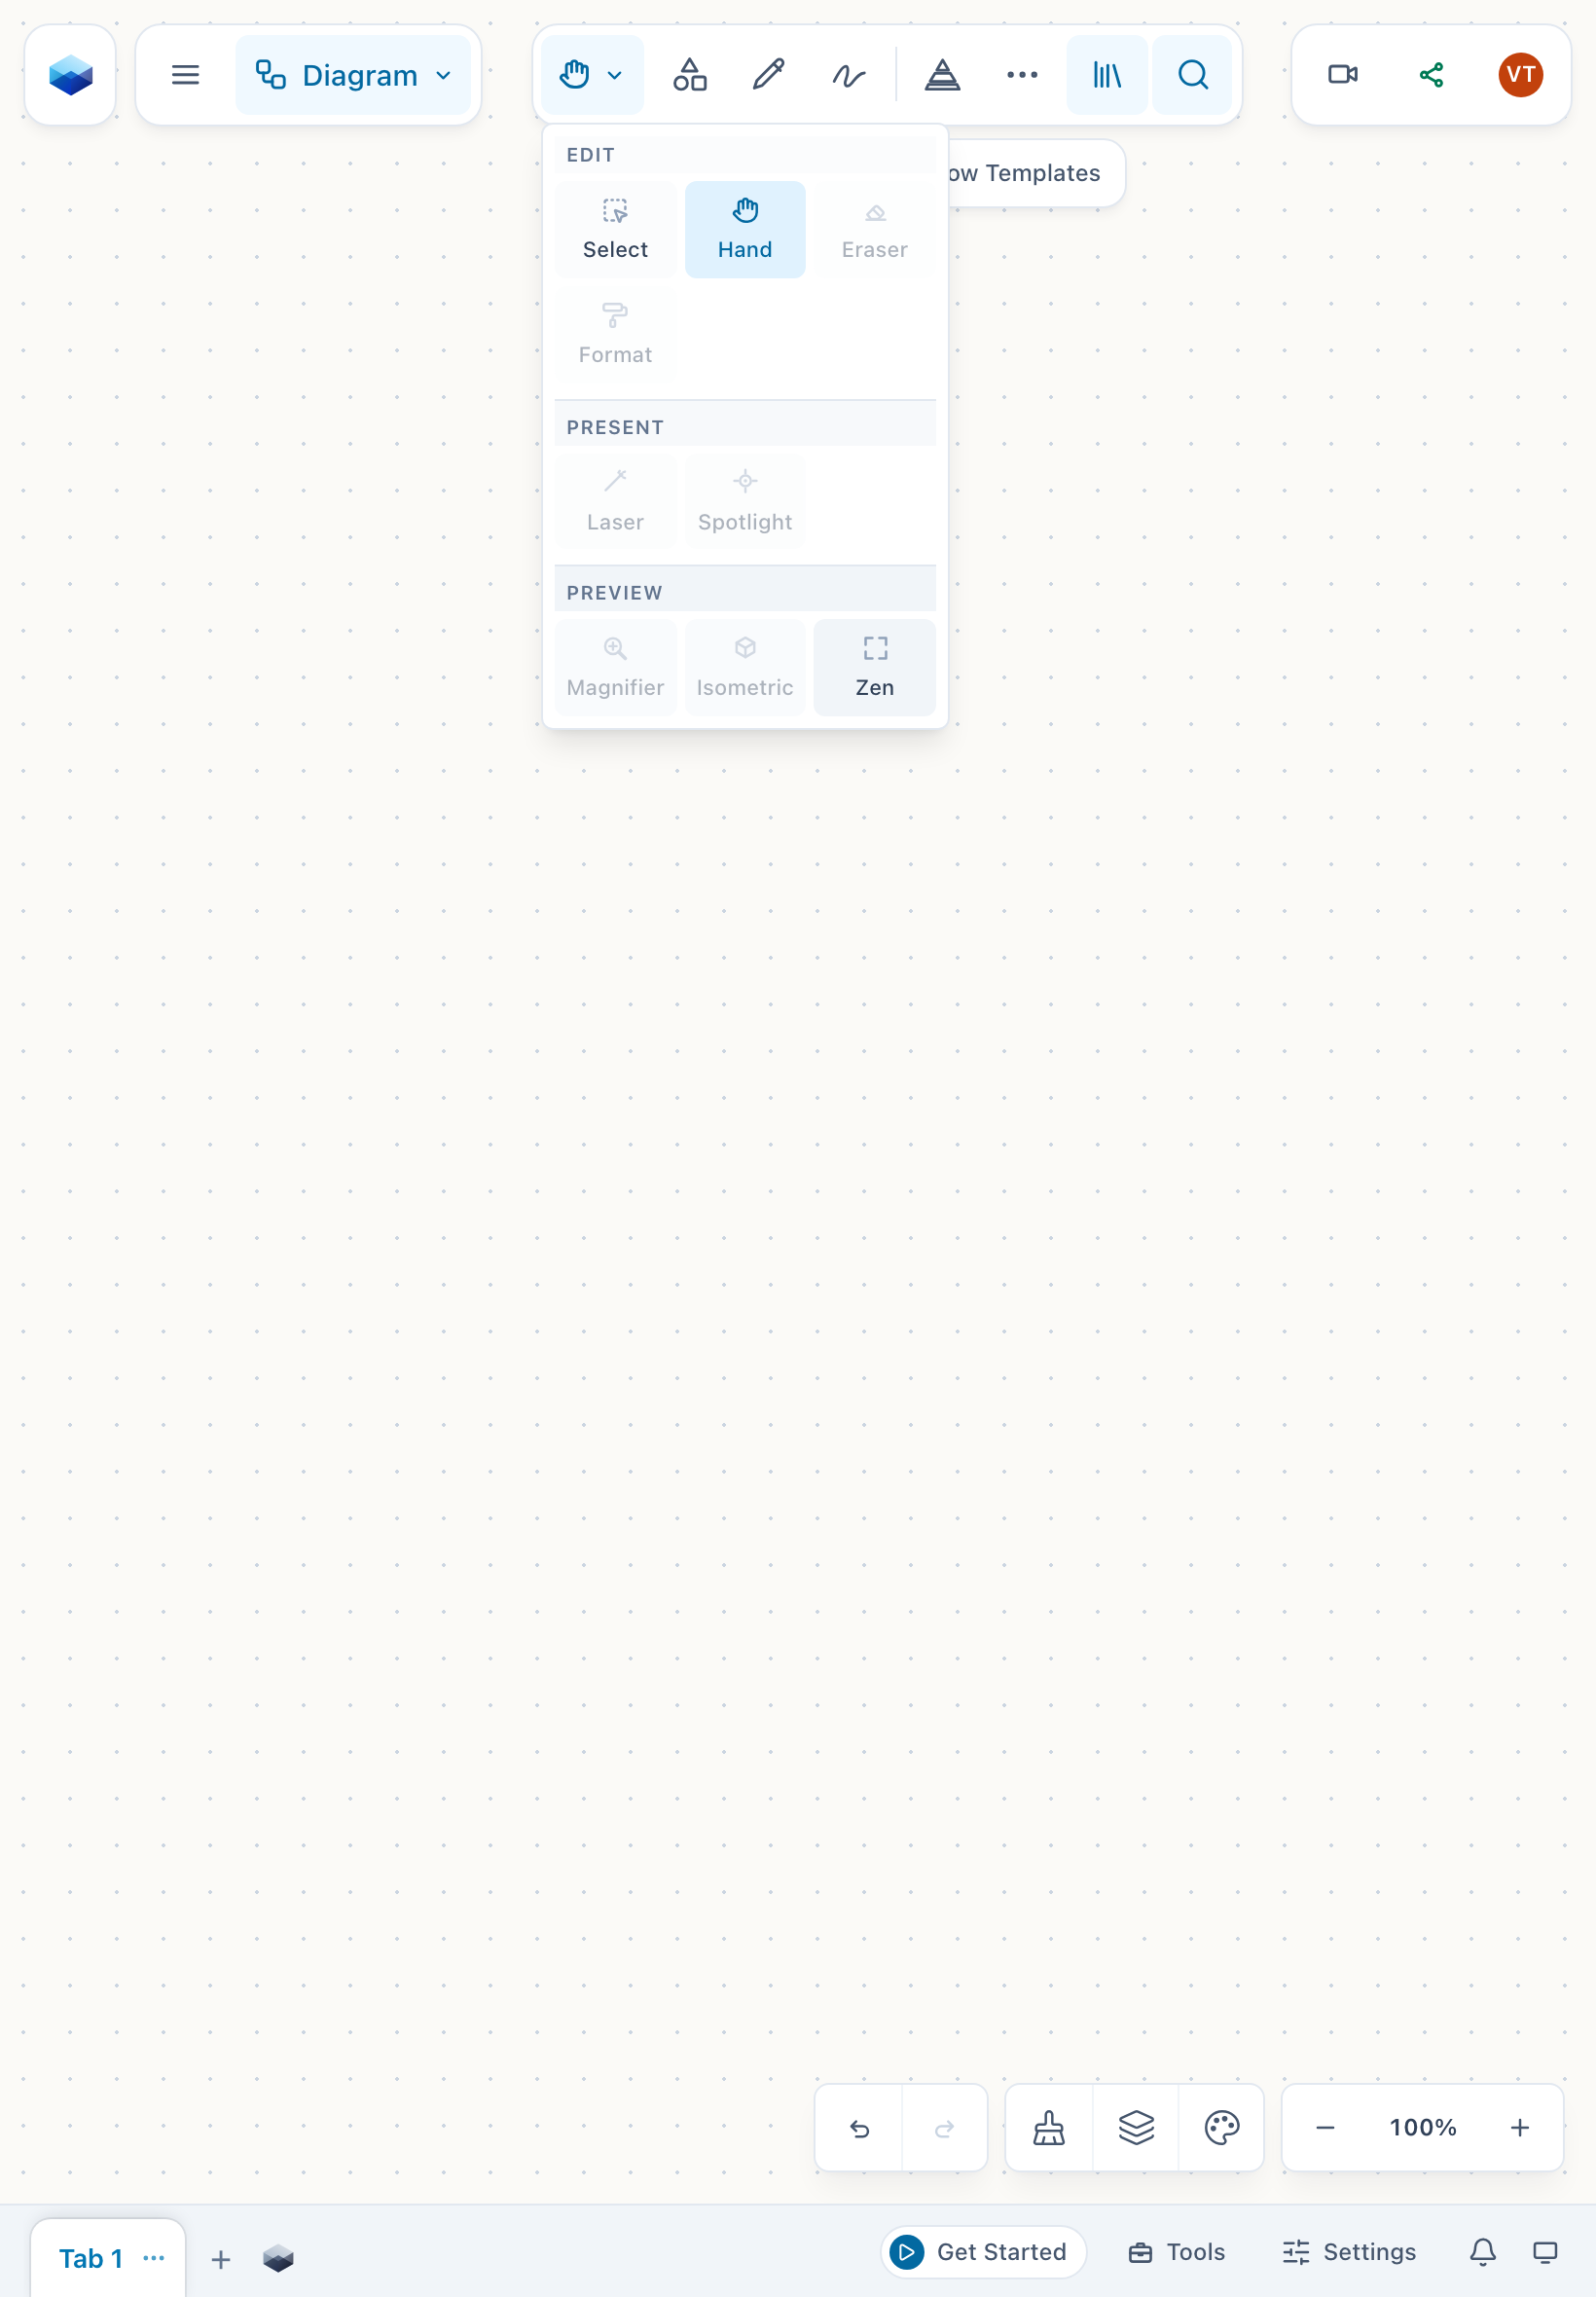 Diagram
VT
EDIT
ow Templates
Select Hand Eraser
Format
PRESENT
Laser Spotlight
PREVIEW
Magnifier Isometric Zen
100%
Tab 1 Get Started Tools Settings